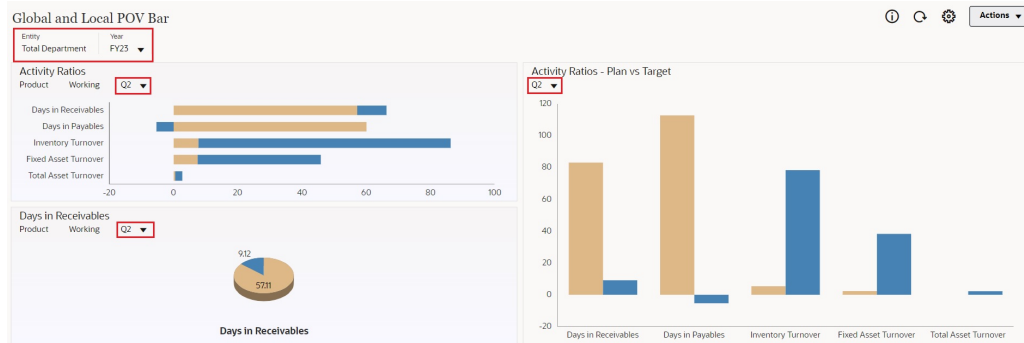 Global and Local POV Bar
Actions
Entity Year
Total Department FY23
Activity Ratios
Product Working Q2
Days in Receivables
Days in Payables
Inventory Turnover
Fixed Asset Turnover
Total Asset Turnover
-20 0 20 40 60 80 100
Days in Receivables
Product Working Q2
9.12
57.11
Days in Receivables
Activity Ratios - Plan vs Target
Q2
120
100
80
60
40
20
0
-20
Days in Receivables Days in Payables Inventory Turnover Fixed Asset Turnover Total Asset Turnover